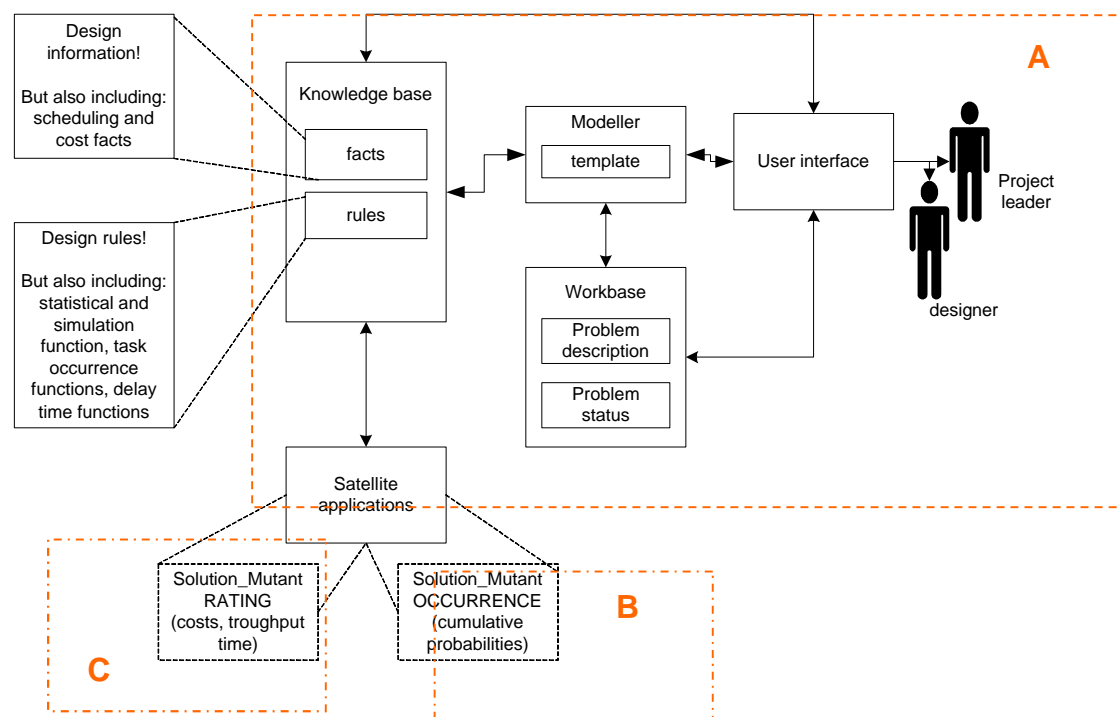 Design
information!
But also including:
scheduling and
cost facts
Design rules!
But also including:
statistical and
simulation
function, task
occurrence
functions, delay
time functions
Knowledge base
facts
rules
Modeller
template
User interface
A
Project
leader
designer
Workbase
Problem
description
Problem
status
Satellite
applications
Solution_Mutant
RATING
(costs, troughput
time)
Solution_Mutant
OCCURRENCE
(cumulative
probabilities)
B
C